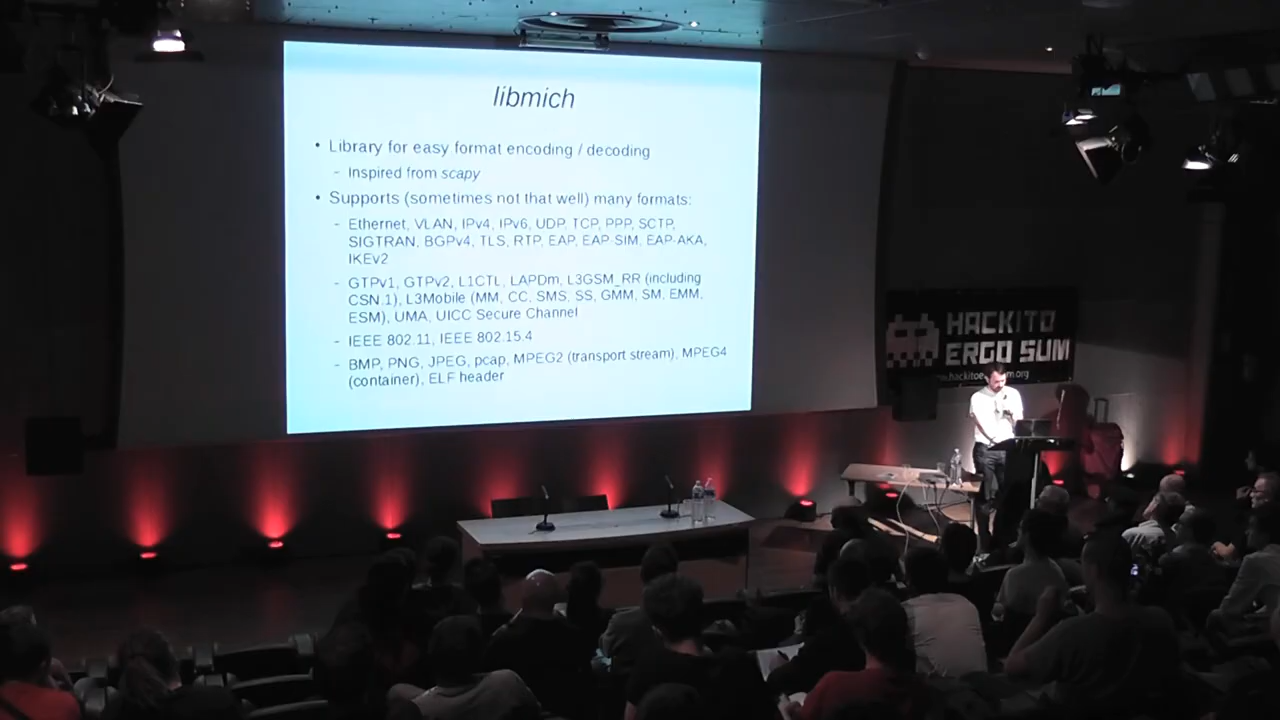 libmich
• Library for easy format encoding / decoding
- Inspired from scapy
• Supports (sometimes not that well) many formats:
- Ethernet, VLAN, IPv4, IPv6, UDP, TCP, PPP, SCTP,
SIGTRAN, BGPv4, TLS, RTP, EAP, EAP-SIM, EAP-AKA,
IKEv2
- GTPv1, GTPv2, L1CTL, LAPDm, L3GSM_RR (including
CSN.1), L3Mobile (MM, CC, SMS, SS, GMM, SM, EMM,
ESM), UMA, UICC Secure Channel
- IEEE 802.11, IEEE 802.15.4
- BMP, PNG, JPEG, pcap, MPEG2 (transport stream), MPEG4
(container), ELF header
HACKITO
ERGO SUM